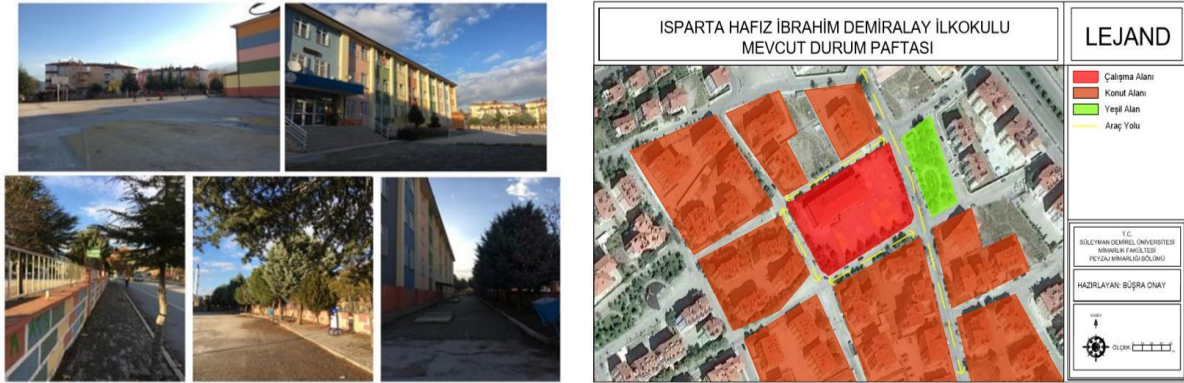 ISPARTA HAFIZ İBRAHİM DEMİRALAY İLKOKULU
MEVCUT DURUM PAFTASI
LEJAND
Çalışma Alanı
Konut Alanı
Yeşil Alan
Araç Yolu
T.C.
SÜLEYMAN DEMİREL ÜNİVERSİTESİ
MİMARLIK FAKÜLTESİ
PEYZAJ MİMARLIĞI BÖLÜMÜ
HAZIRLAYAN: BÜŞRA ONAY
KUZEY
ÖLÇEK